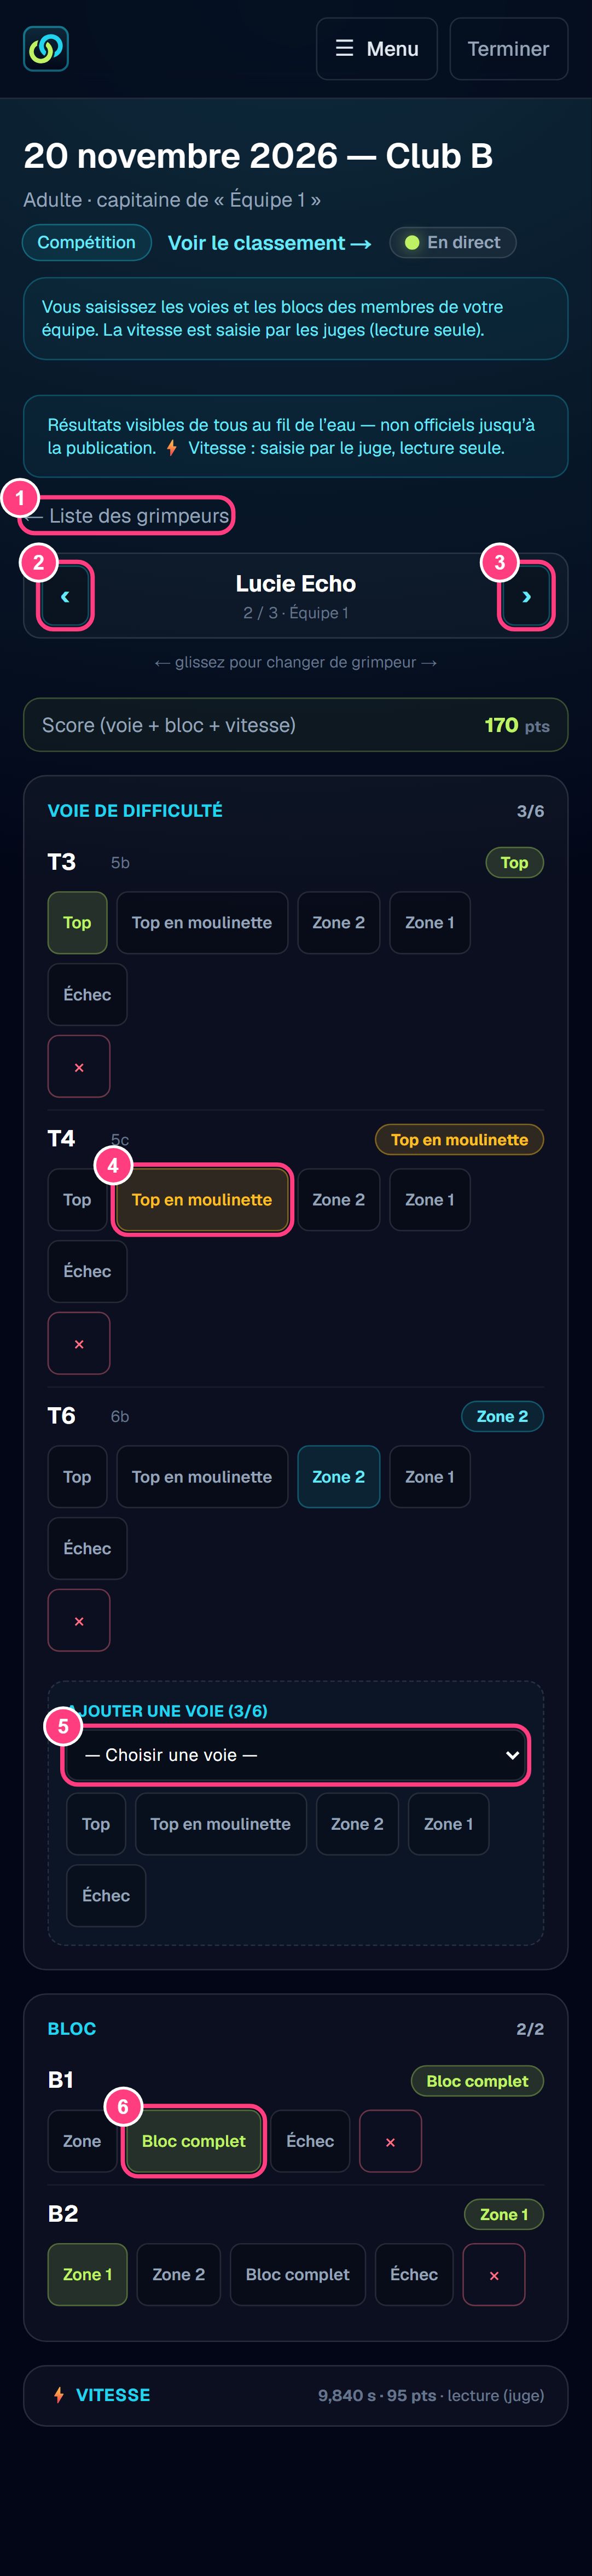 ☰ Menu
Terminer
20 novembre 2026 — Club B
Adulte · capitaine de « Équipe 1 »
Compétition
Voir le classement →
En direct
Vous saisissez les voies et les blocs des membres de votre
équipe. La vitesse est saisie par les juges (lecture seule).
Résultats visibles de tous au fil de l’eau — non officiels jusqu’à
la publication. ⚡ Vitesse : saisie par le juge, lecture seule.
1
← Liste des grimpeurs
2
‹
Lucie Echo
2 / 3 · Équipe 1
3
›
← glissez pour changer de grimpeur →
Score (voie + bloc + vitesse)
170 pts
VOIE DE DIFFICULTÉ
3/6
T3
5b
Top
Top
Top en moulinette
Zone 2
Zone 1
Échec
×
T4
5c
Top en moulinette
4
Top
Top en moulinette
Zone 2
Zone 1
Échec
×
T6
6b
Zone 2
Top
Top en moulinette
Zone 2
Zone 1
Échec
×
AJOUTER UNE VOIE (3/6)
5
— Choisir une voie —
Top
Top en moulinette
Zone 2
Zone 1
Échec
BLOC
2/2
B1
Bloc complet
6
Zone
Bloc complet
Échec
×
B2
Zone 1
Zone 1
Zone 2
Bloc complet
Échec
×
⚡ VITESSE
9,840 s · 95 pts · lecture (juge)